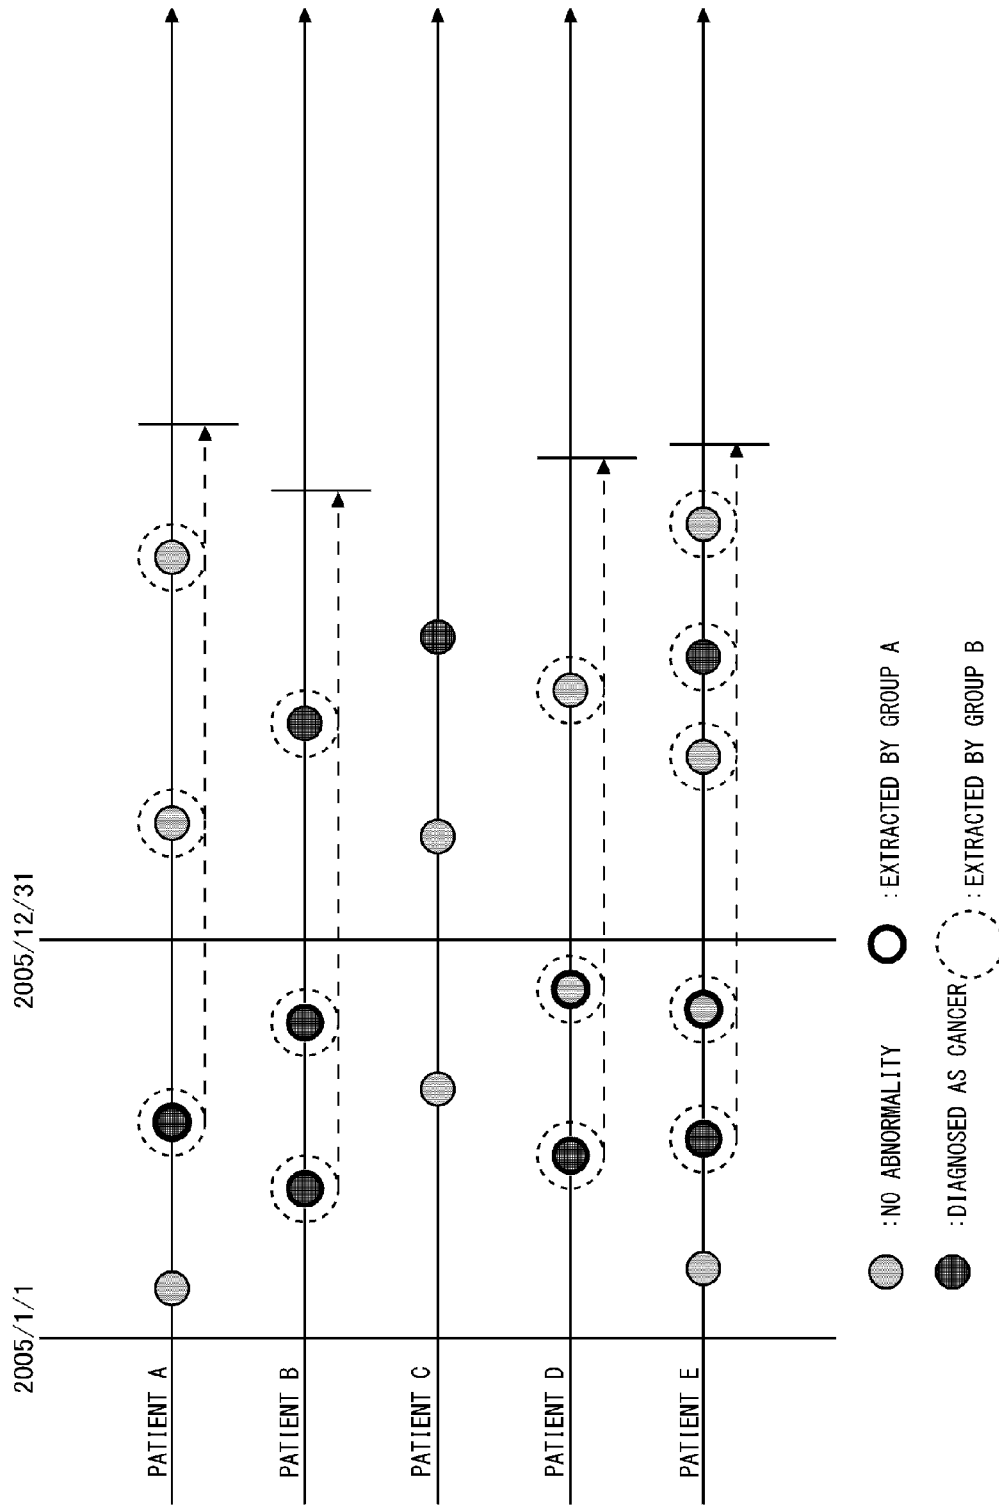 2005/1/1
2005/12/31
PATIENT A
PATIENT B
PATIENT C
PATIENT D
PATIENT E
:NO ABNORMALITY
:EXTRACTED BY GROUP A
:DIAGNOSED AS CANCER
:EXTRACTED BY GROUP B